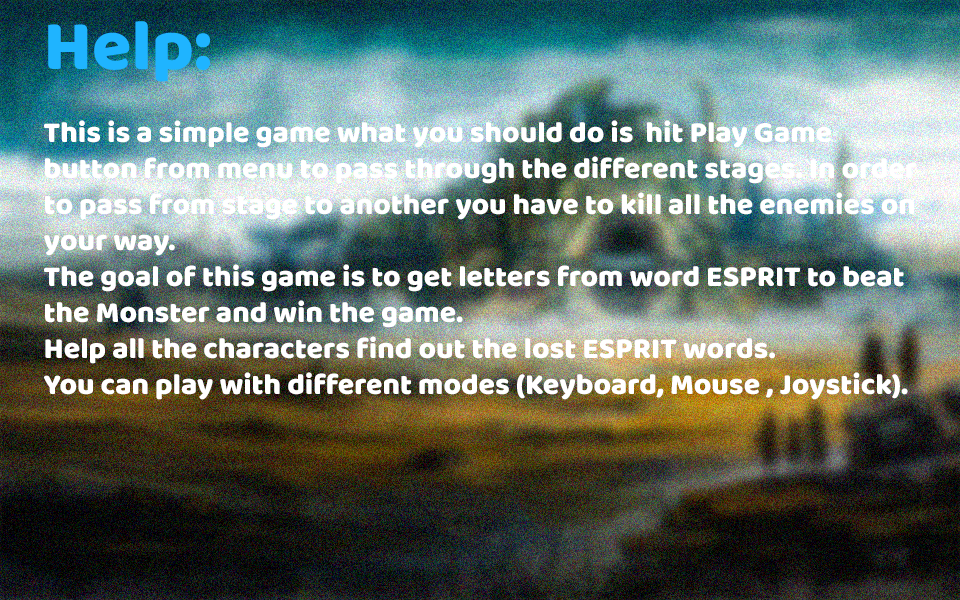 Help:
This is a simple game what you should do is  hit Play Game
button from menu to pass through the different stages. In order
to pass from stage to another you have to kill all the enemies on
your way.
The goal of this game is to get letters from word ESPRIT to beat
the Monster and win the game.
Help all the characters find out the lost ESPRIT words.
You can play with different modes (Keyboard, Mouse , Joystick).